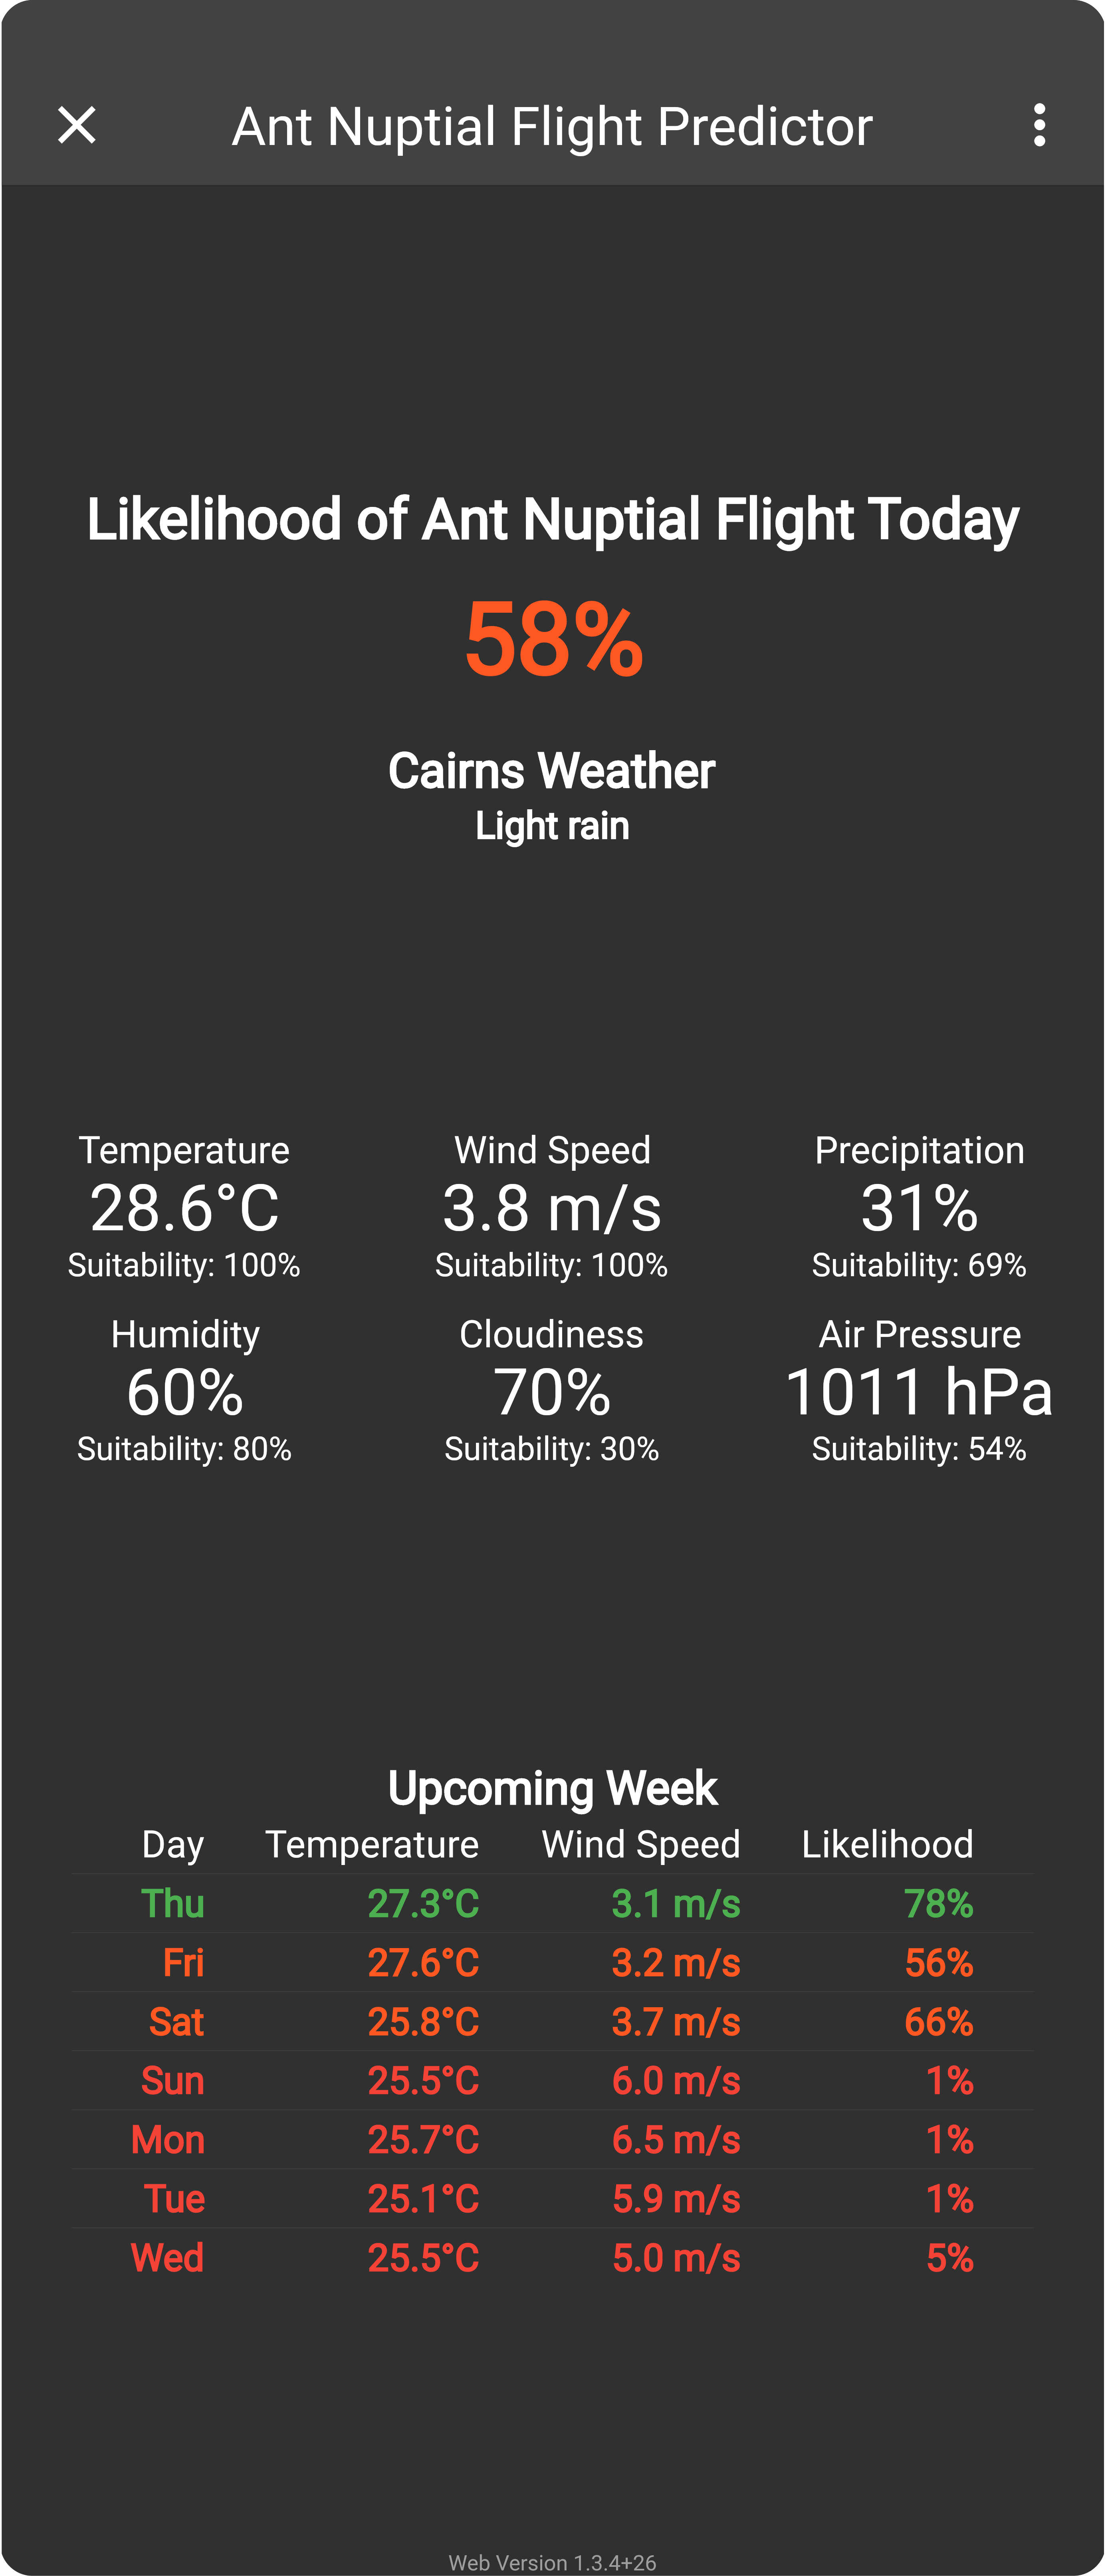 Ant Nuptial Flight Predictor
Likelihood of Ant Nuptial Flight Today
58%
Cairns Weather
Light rain
Temperature Wind Speed Precipitation
28.6°C 3.8 m/s 31%
Suitability: 100% Suitability: 100% Suitability: 69%
Humidity Cloudiness Air Pressure
60% 70% 1011 hPa
Suitability: 80% Suitability: 30% Suitability: 54%
Upcoming Week
Day Temperature Wind Speed Likelihood
Thu 27.3°C 3.1 m/s 78%
Fri 27.6°C 3.2 m/s 56%
Sat 25.8°C 3.7 m/s 66%
Sun 25.5°C 6.0 m/s 1%
Mon 25.7°C 6.5 m/s 1%
Tue 25.1°C 5.9 m/s 1%
Wed 25.5°C 5.0 m/s 5%
Web Version 1.3.4+26